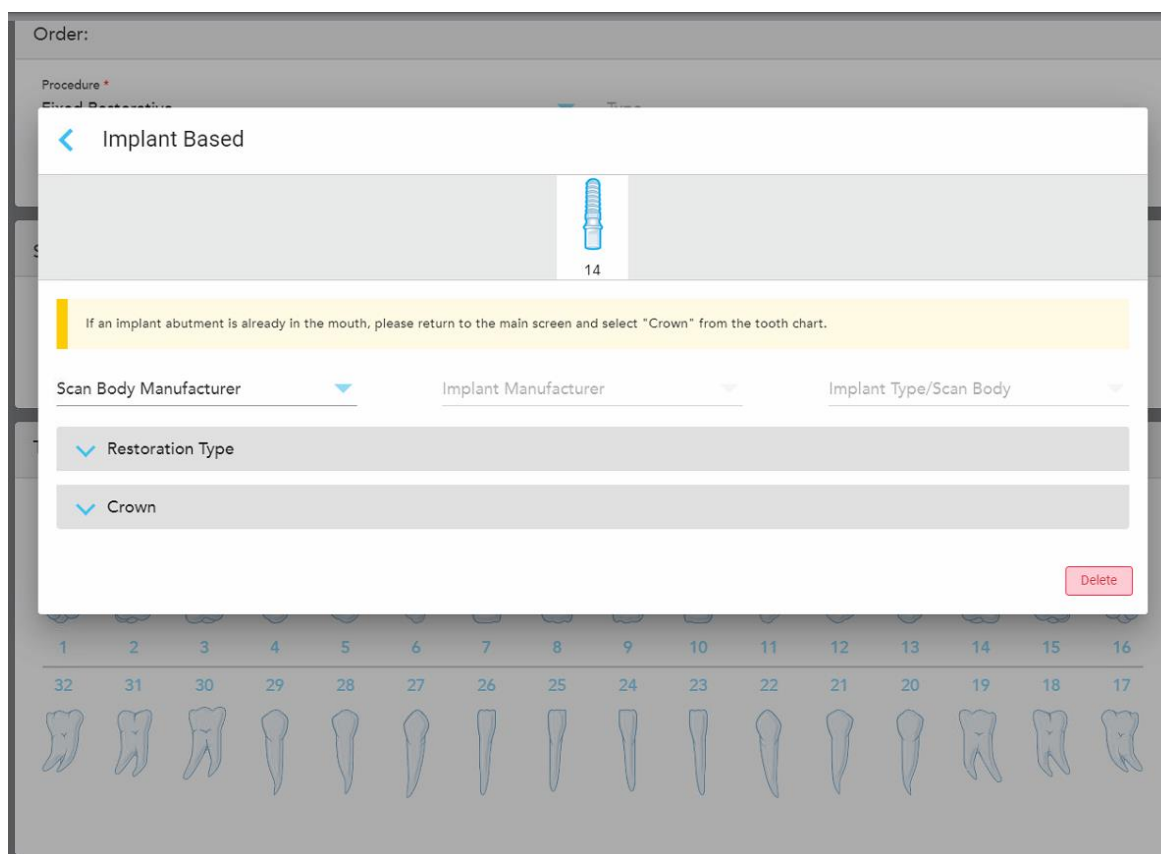 Order:
Procedure *
Fixed Restorative
Type
Implant Based
14
If an implant abutment is already in the mouth, please return to the main screen and select "Crown" from the tooth chart.
Scan Body Manufacturer
Implant Manufacturer
Implant Type/Scan Body
Restoration Type
Crown
Delete
1 2 3 4 5 6 7 8 9 10 11 12 13 14 15 16
32 31 30 29 28 27 26 25 24 23 22 21 20 19 18 17